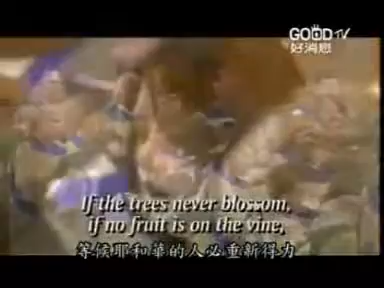 GOOD TV
好消息
If the trees never blossom,
if no fruit is on the vine,
等候耶和華的人必重新得力